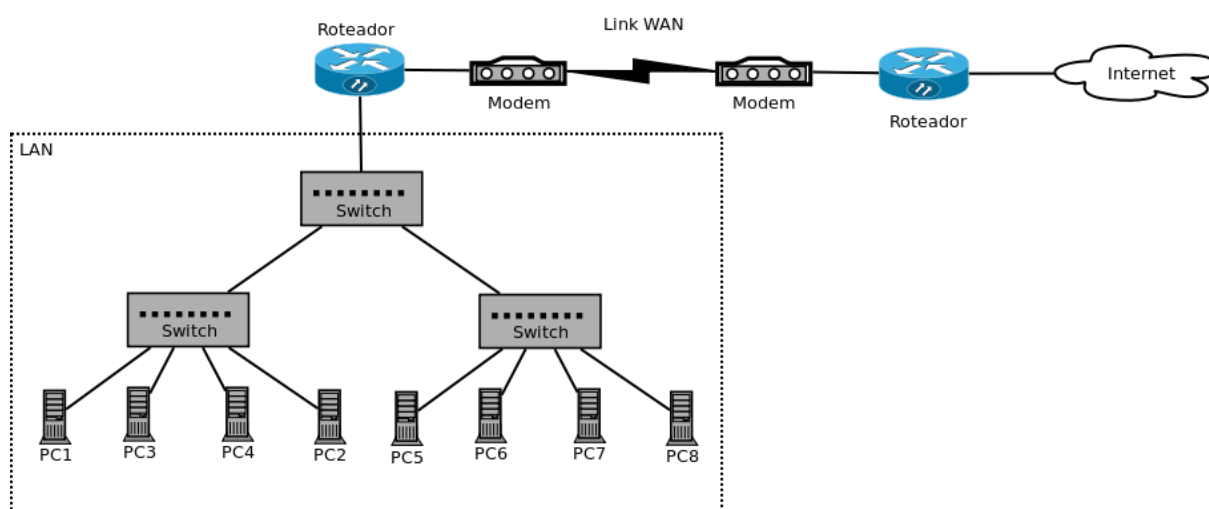 Roteador
Link WAN
Modem
Modem
Roteador
Internet
LAN
Switch
Switch
Switch
PC1
PC3
PC4
PC2
PC5
PC6
PC7
PC8